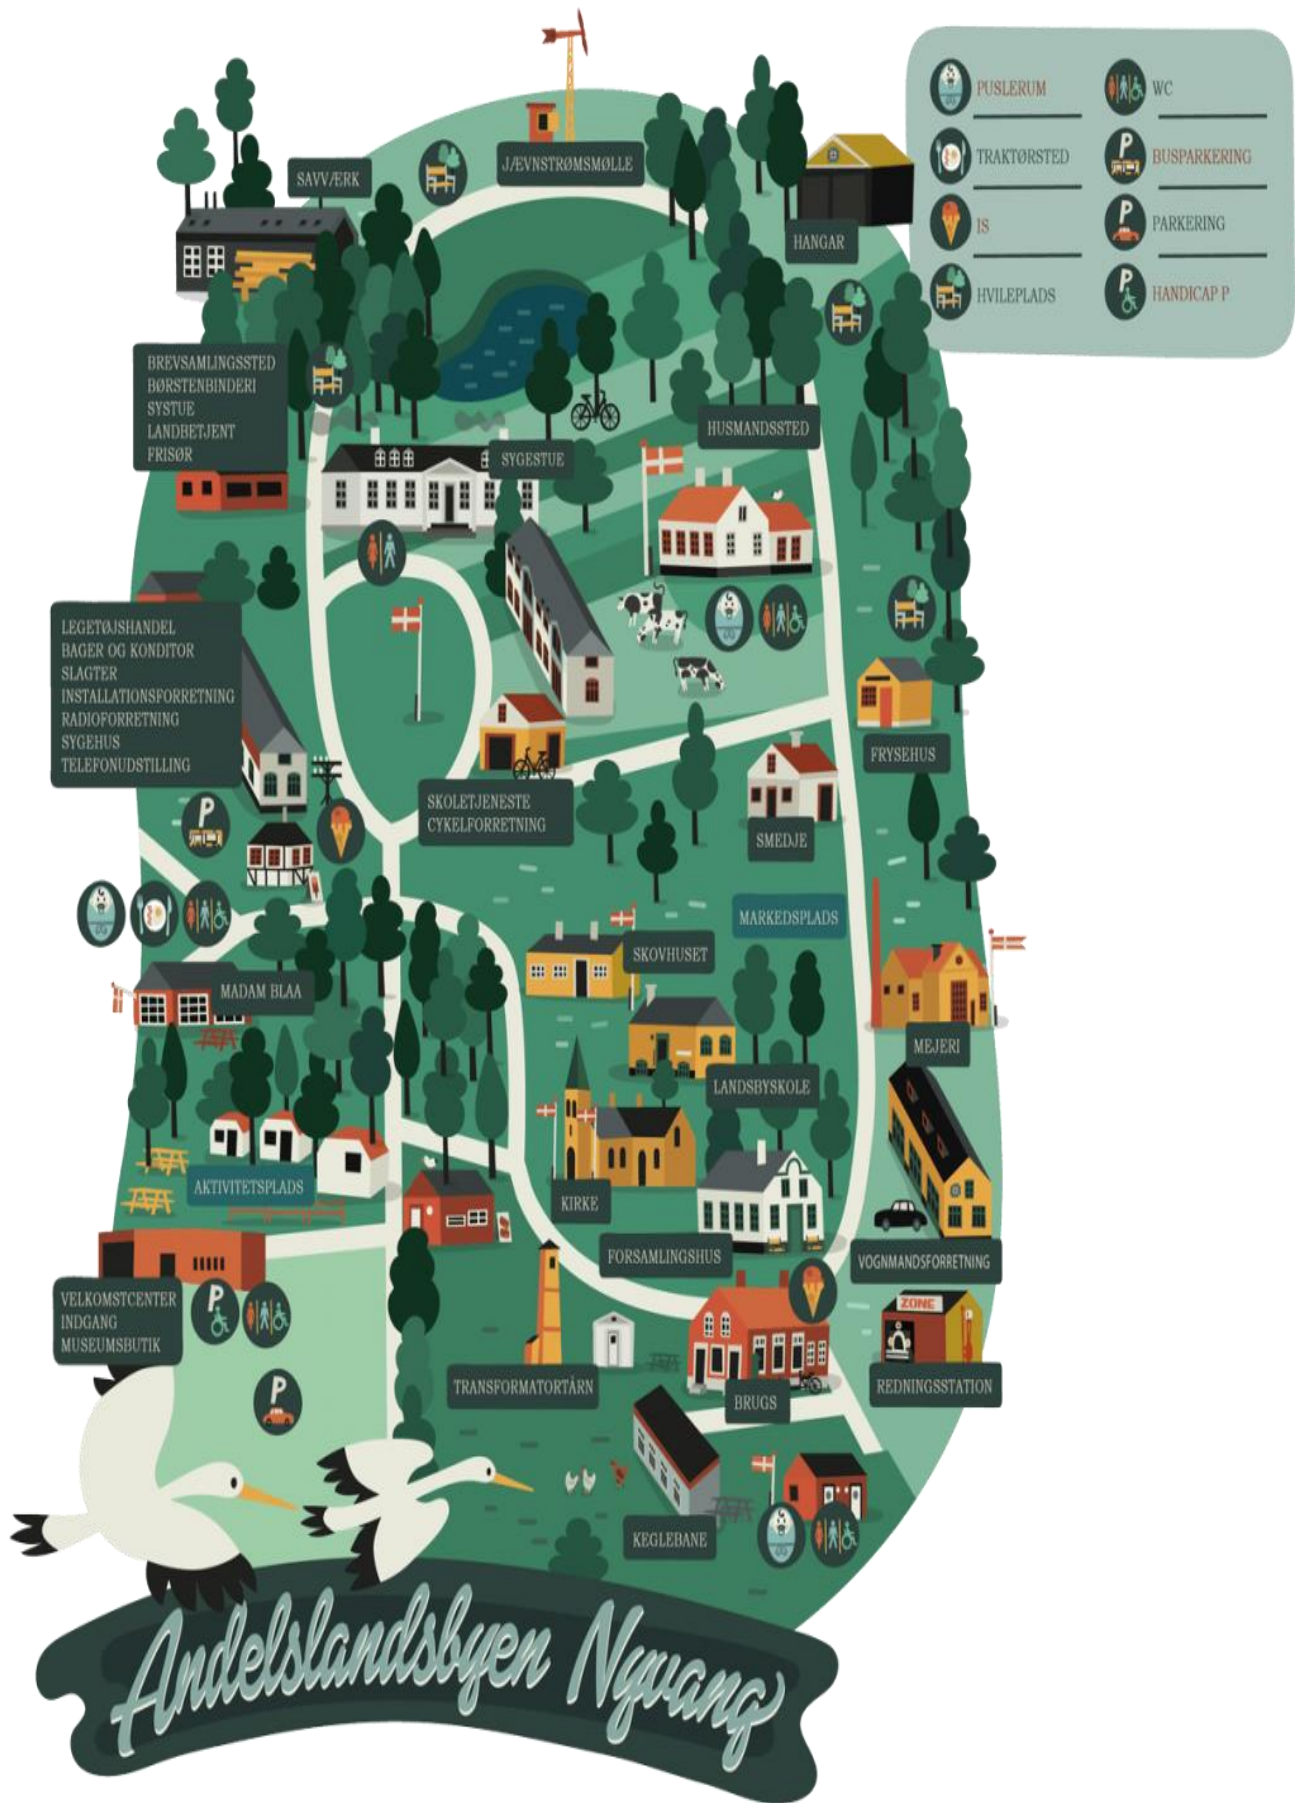 PUSLERUM
WC
TRAKTØRSTED
BUSPARKERING
IS
PARKERING
HVILEPLADS
HANDICAP P
JÆVNSTRØMSMØLLE
SAVVÆRK
HANGAR
BREVSAMLINGSSTED
BØRSTENBINDERI
SYSTUE
LANDBETJENT
FRISØR
HUSMANDSSTED
SYGESTUE
LEGETØJSHANDEL
BAGER OG KONDITOR
SLAGTER
INSTALLATIONSFORRETNING
RADIOFORRETNING
SYGEHUS
TELEFONUDSTILLING
FRYSEHUS
SKOLETJENESTE
CYKELFORRETNING
SMEDJE
MARKEDSPLADS
SKOVHUSET
MADAM BLAA
MEJERI
LANDSBYSKOLE
AKTIVITETSPLADS
KIRKE
FORSAMLINGSHUS
VOGNMANDSFORRETNING
VELKOMSTCENTER
INDGANG
MUSEUMSBUTIK
ZONE
TRANSFORMATORTÅRN
BRUGS
REDNINGSSTATION
KEGLEBANE
Andelslandsbyen Nyvang
P
P
P
P
P
P